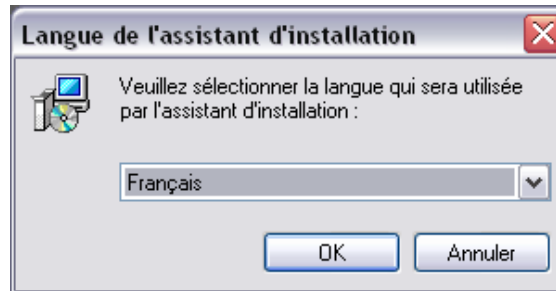 Langue de l'assistant d'installation
Veuillez sélectionner la langue qui sera utilisée
par l'assistant d'installation :
Français
OK
Annuler